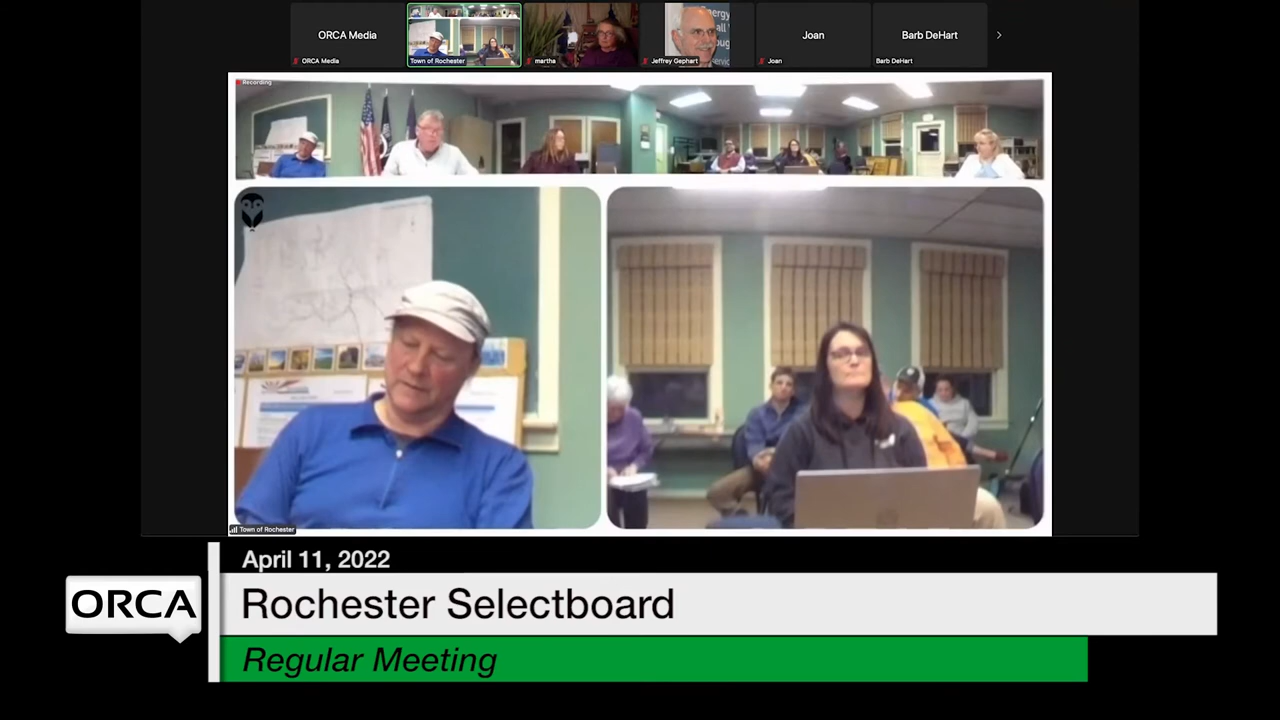 ORCA Media
Joan
Barb DeHart
ORCA Media
Town of Rochester
martha
Jeffrey Gephart
Joan
Barb DeHart
Recording
Town of Rochester
April 11, 2022
ORCA
Rochester Selectboard
Regular Meeting